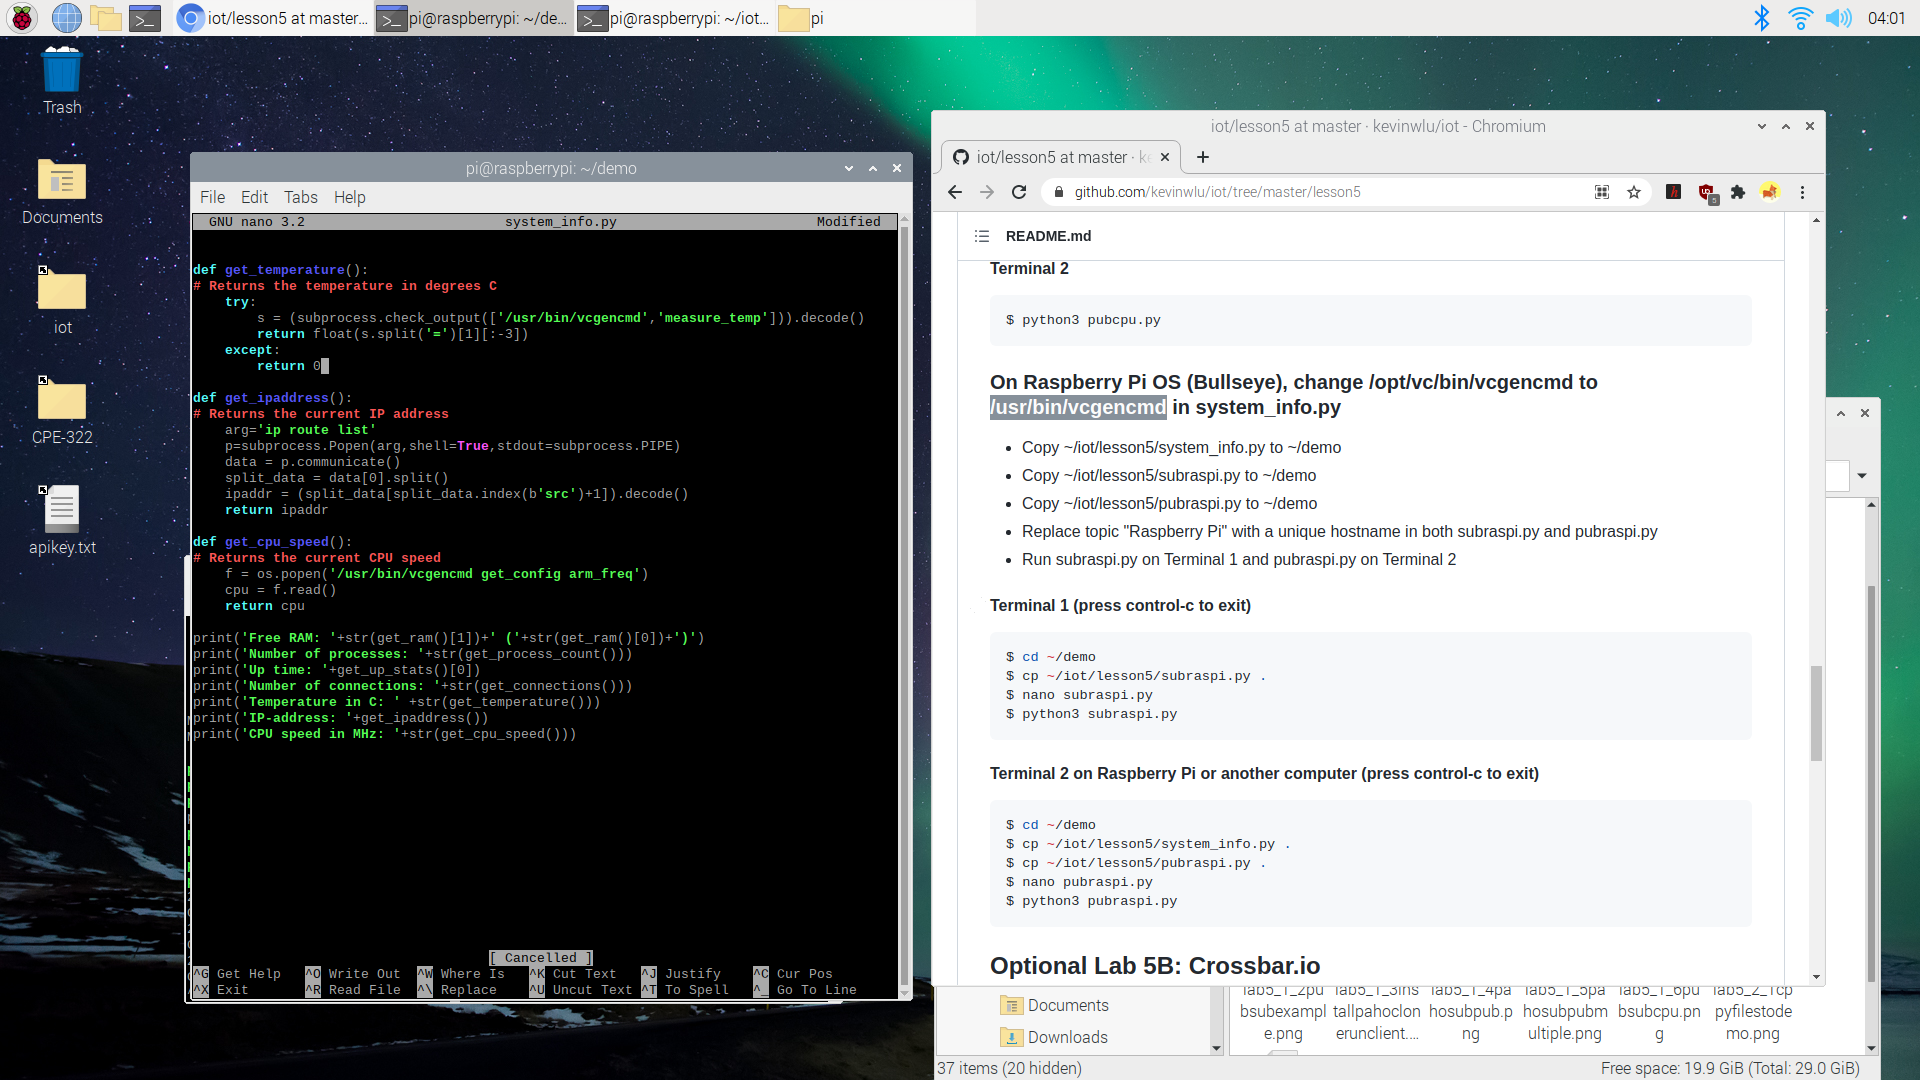 iot/lesson5 at master...
pi@raspberrypi: ~/de...
pi@raspberrypi: ~/iot...
pi
04:01
Trash
Documents
iot
CPE-322
apikey.txt
pi@raspberrypi: ~/demo
File Edit Tabs Help
GNU nano 3.2 system_info.py Modified
def get_temperature():
# Returns the temperature in degrees C
    try:
        s = (subprocess.check_output(['/usr/bin/vcgencmd','measure_temp'])).decode()
        return float(s.split('=')[1][:-3])
    except:
        return 0
def get_ipaddress():
# Returns the current IP address
    arg='ip route list'
    p=subprocess.Popen(arg,shell=True,stdout=subprocess.PIPE)
    data = p.communicate()
    split_data = data[0].split()
    ipaddr = (split_data[split_data.index(b'src')+1]).decode()
    return ipaddr
def get_cpu_speed():
# Returns the current CPU speed
    f = os.popen('/usr/bin/vcgencmd get_config arm_freq')
    cpu = f.read()
    return cpu
print('Free RAM: '+str(get_ram()[1])+' ('+str(get_ram()[0])+')')
print('Number of processes: '+str(get_process_count()))
print('Up time: '+get_up_stats()[0])
print('Number of connections: '+str(get_connections()))
print('Temperature in C: ' +str(get_temperature()))
print('IP-address: '+get_ipaddress())
print('CPU speed in MHz: '+str(get_cpu_speed()))
[ Cancelled ]
^G Get Help ^O Write Out ^W Where Is ^K Cut Text ^J Justify ^C Cur Pos
^X Exit ^R Read File ^\ Replace ^U Uncut Text ^T To Spell ^_ Go To Line
iot/lesson5 at master · kevinwlu/iot - Chromium
iot/lesson5 at master · ke
github.com/kevinwlu/iot/tree/master/lesson5
5
README.md
Terminal 2
$ python3 pubcpu.py
On Raspberry Pi OS (Bullseye), change /opt/vc/bin/vcgencmd to
/usr/bin/vcgencmd in system_info.py
• Copy ~/iot/lesson5/system_info.py to ~/demo
• Copy ~/iot/lesson5/subraspi.py to ~/demo
• Copy ~/iot/lesson5/pubraspi.py to ~/demo
• Replace topic "Raspberry Pi" with a unique hostname in both subraspi.py and pubraspi.py
• Run subraspi.py on Terminal 1 and pubraspi.py on Terminal 2
Terminal 1 (press control-c to exit)
$ cd ~/demo
$ cp ~/iot/lesson5/subraspi.py .
$ nano subraspi.py
$ python3 subraspi.py
Terminal 2 on Raspberry Pi or another computer (press control-c to exit)
$ cd ~/demo
$ cp ~/iot/lesson5/system_info.py .
$ cp ~/iot/lesson5/pubraspi.py .
$ nano pubraspi.py
$ python3 pubraspi.py
Optional Lab 5B: Crossbar.io
Documents
Downloads
lab5_1_2pu lab5_1_3ins lab5_1_4pa lab5_1_5pa lab5_1_6pu lab5_2_1cp
bsubexampl tallpahoclon hosubpub.p hosubpubm bsubcpu.pn pyfilestode
e.png erunclient.... ng ultiple.png g mo.png
37 items (20 hidden)
Free space: 19.9 GiB (Total: 29.0 GiB)